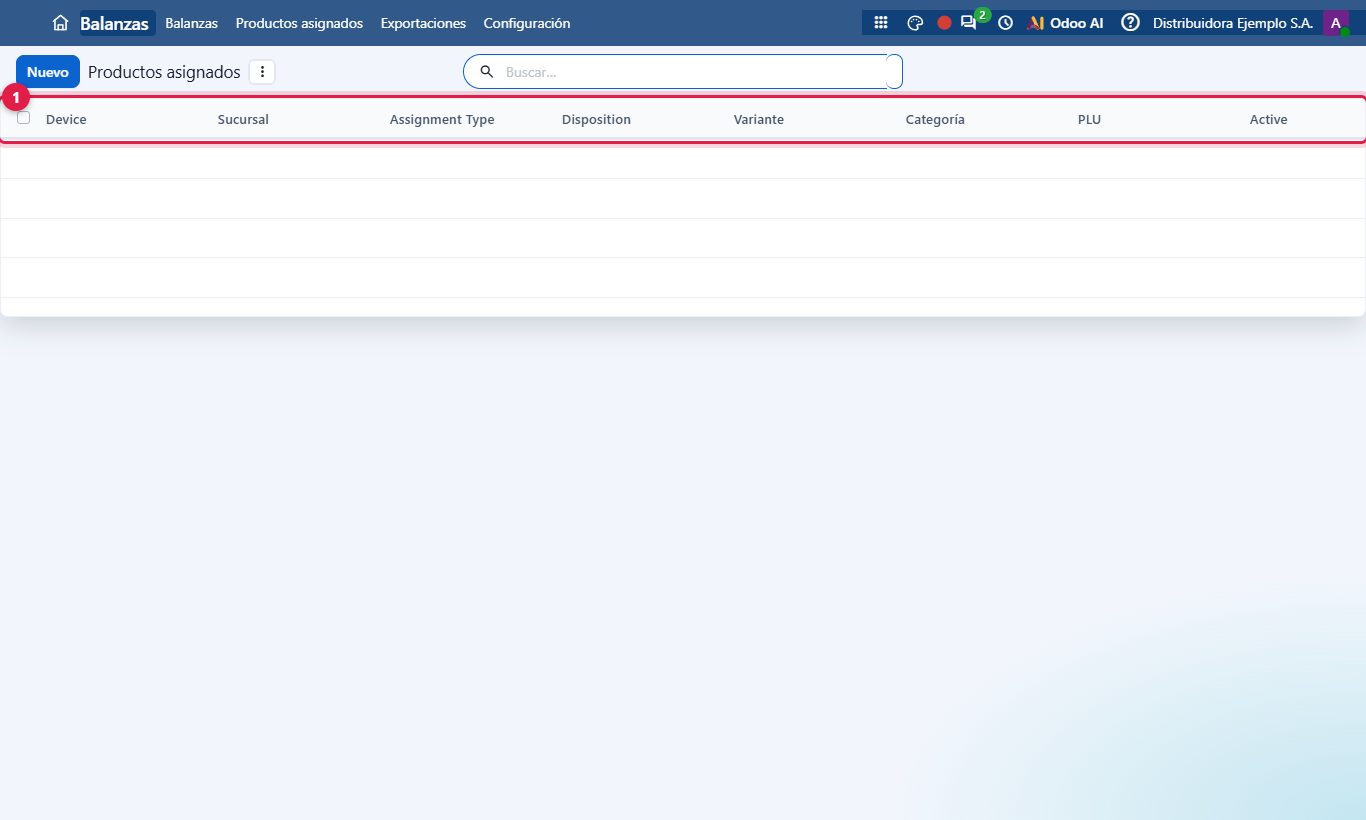 Balanzas Balanzas Productos asignados Exportaciones Configuración 2 Odoo AI Distribuidora Ejemplo S.A. A
Nuevo Productos asignados Buscar...
1
Device Sucursal Assignment Type Disposition Variante Categoría PLU Active